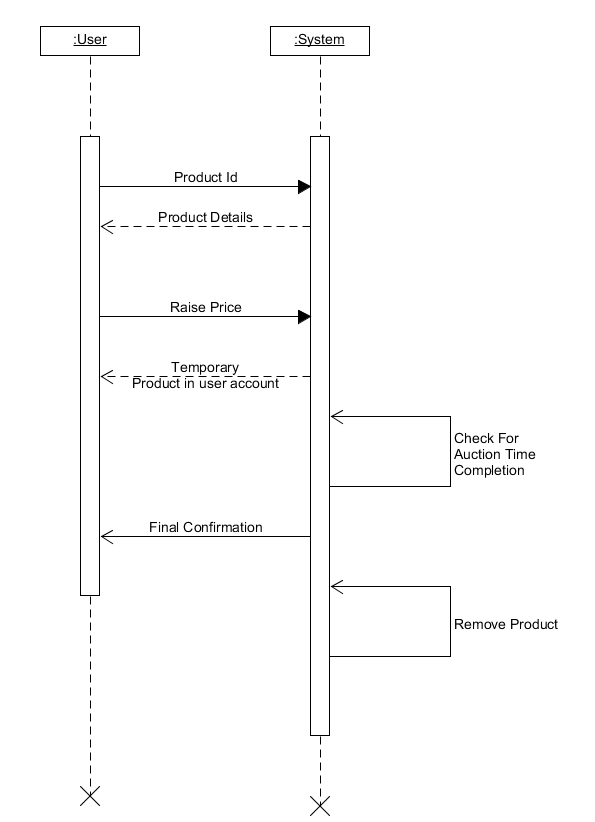 :User
:System
Product Id
Product Details
Raise Price
Temporary
Product in user account
Check For
Auction Time
Completion
Final Confirmation
Remove Product